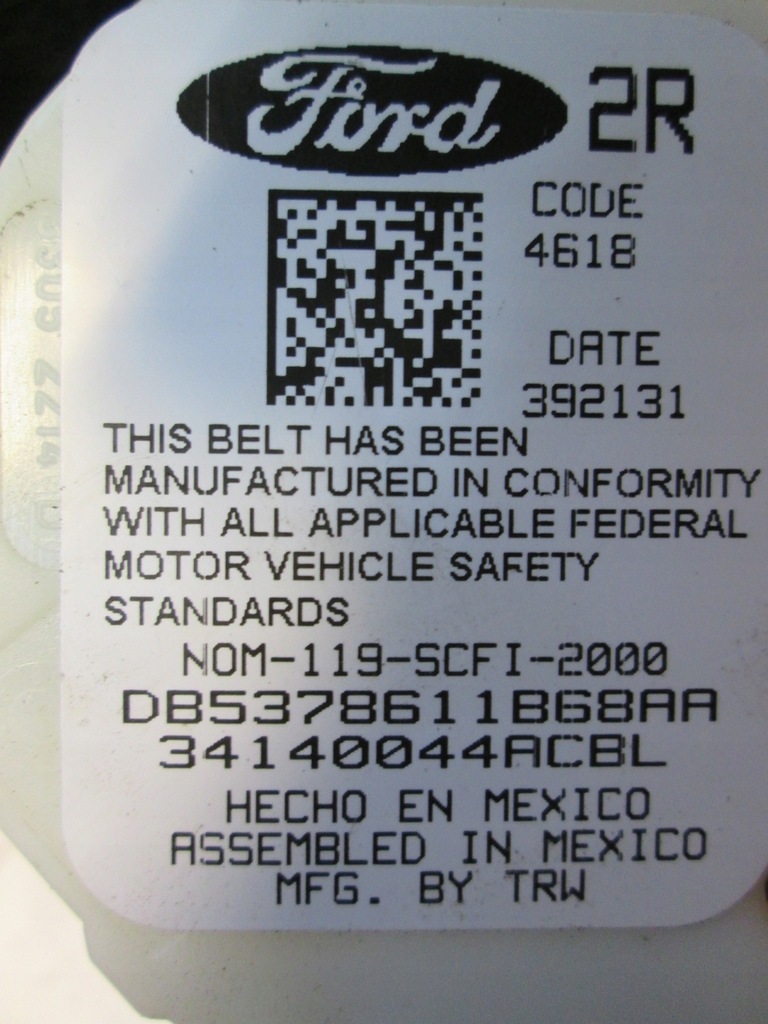 Ford 2R
CODE
4618
DATE
392131
THIS BELT HAS BEEN
MANUFACTURED IN CONFORMITY
WITH ALL APPLICABLE FEDERAL
MOTOR VEHICLE SAFETY
STANDARDS
NOM-119-SCFI-2000
DB5378611B68AA
34140044ACBL
HECHO EN MEXICO
ASSEMBLED IN MEXICO
MFG. BY TRW